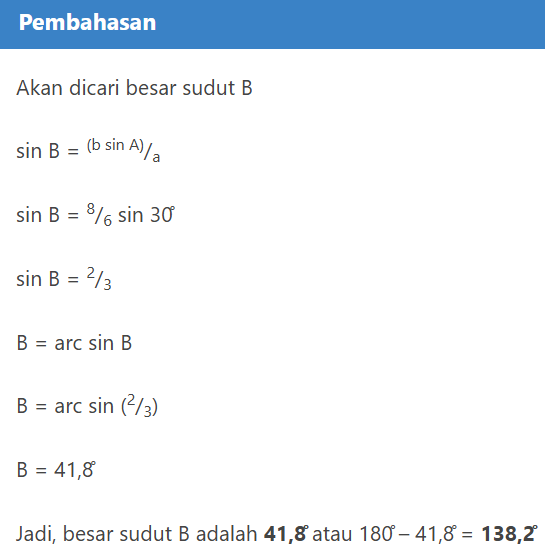 Pembahasan
Akan dicari besar sudut B
sin B = (b sin A)/a
sin B = 8/6 sin 30°
sin B = 2/3
B = arc sin B
B = arc sin (2/3)
B = 41,8°
Jadi, besar sudut B adalah 41,8° atau 180° – 41,8° = 138,2°